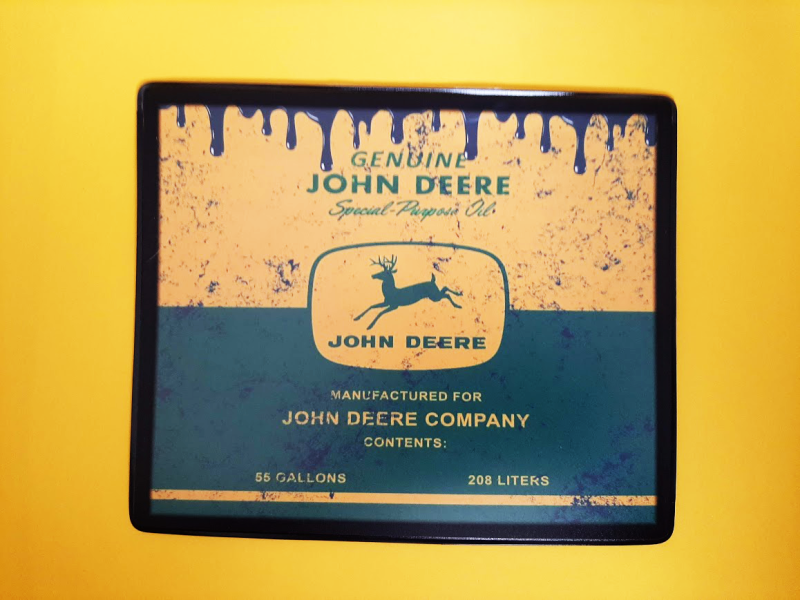 GENUINE
JOHN DEERE
Special-Purpose Oil
JOHN DEERE
MANUFACTURED FOR
JOHN DEERE COMPANY
CONTENTS:
55 GALLONS 208 LITERS